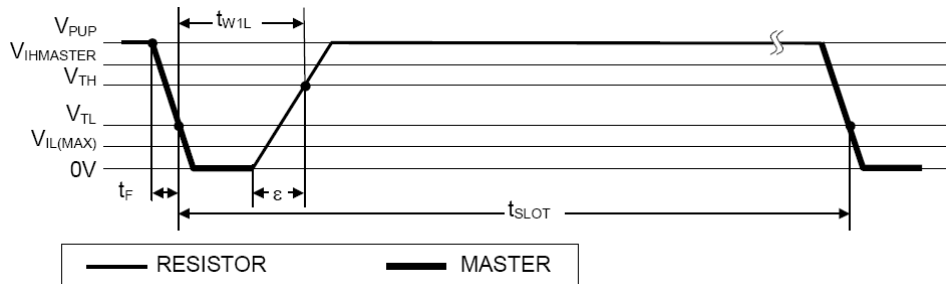 V_PUP
V_IHMASTER
V_TH
V_TL
V_IL(MAX)
0V
t_W1L
t_F
ε
t_SLOT
RESISTOR
MASTER